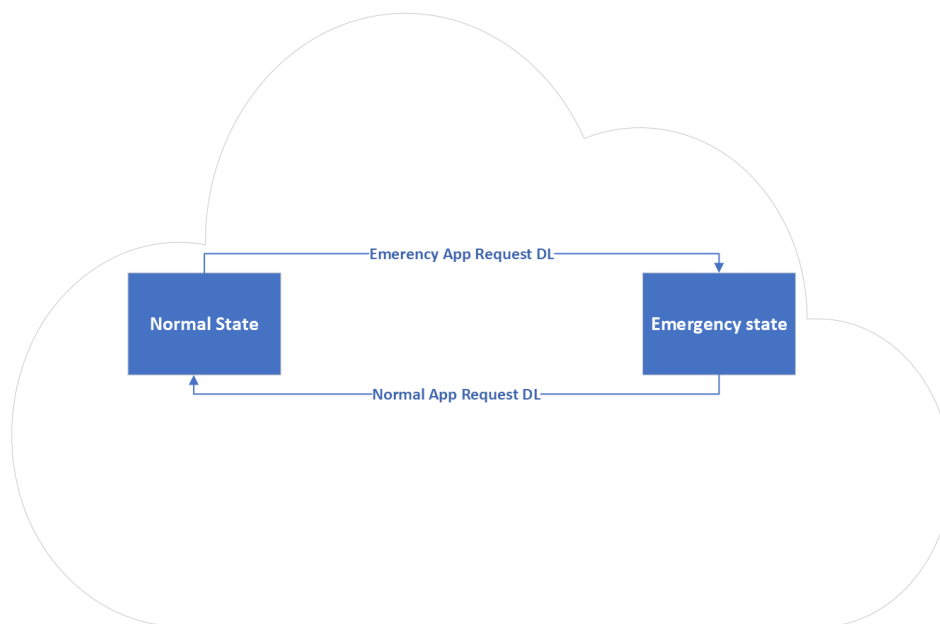 Emerency App Request DL
Normal State
Emergency state
Normal App Request DL